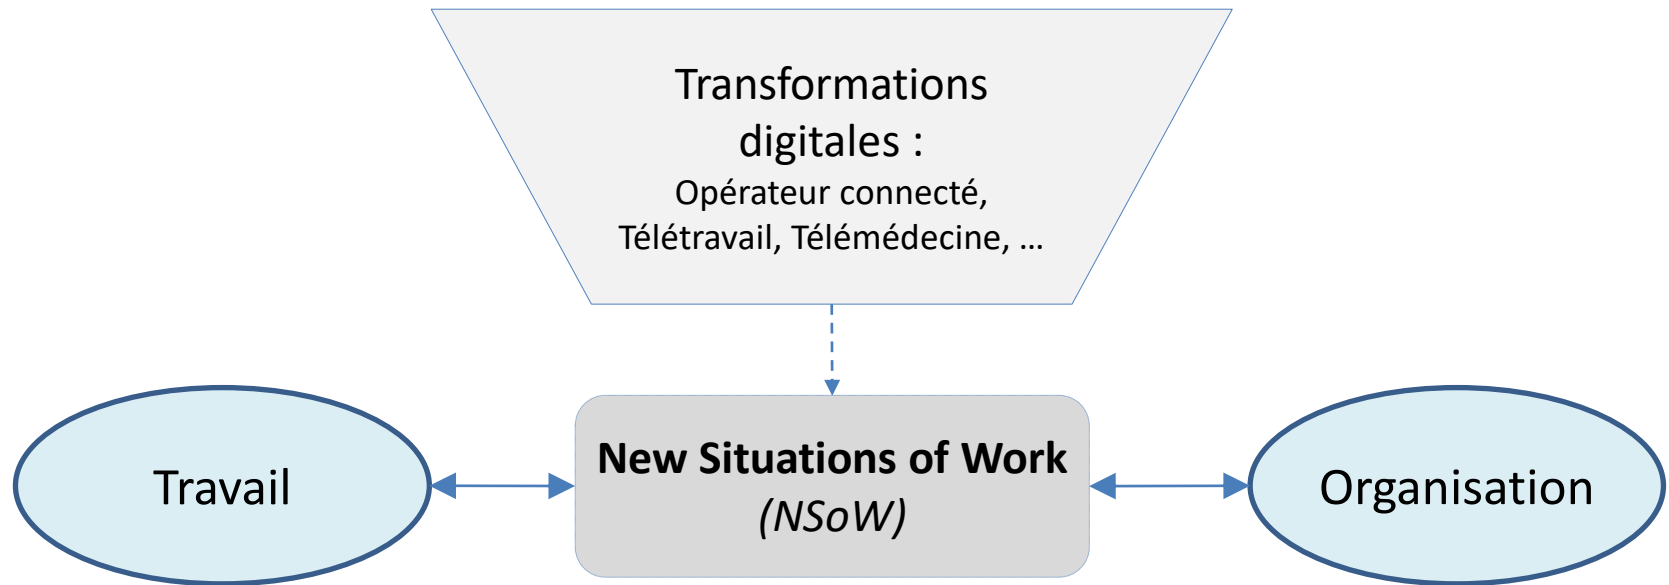 Transformations
digitales :
Opérateur connecté,
Télétravail, Télémédecine, ...
Travail
New Situations of Work
(NSoW)
Organisation